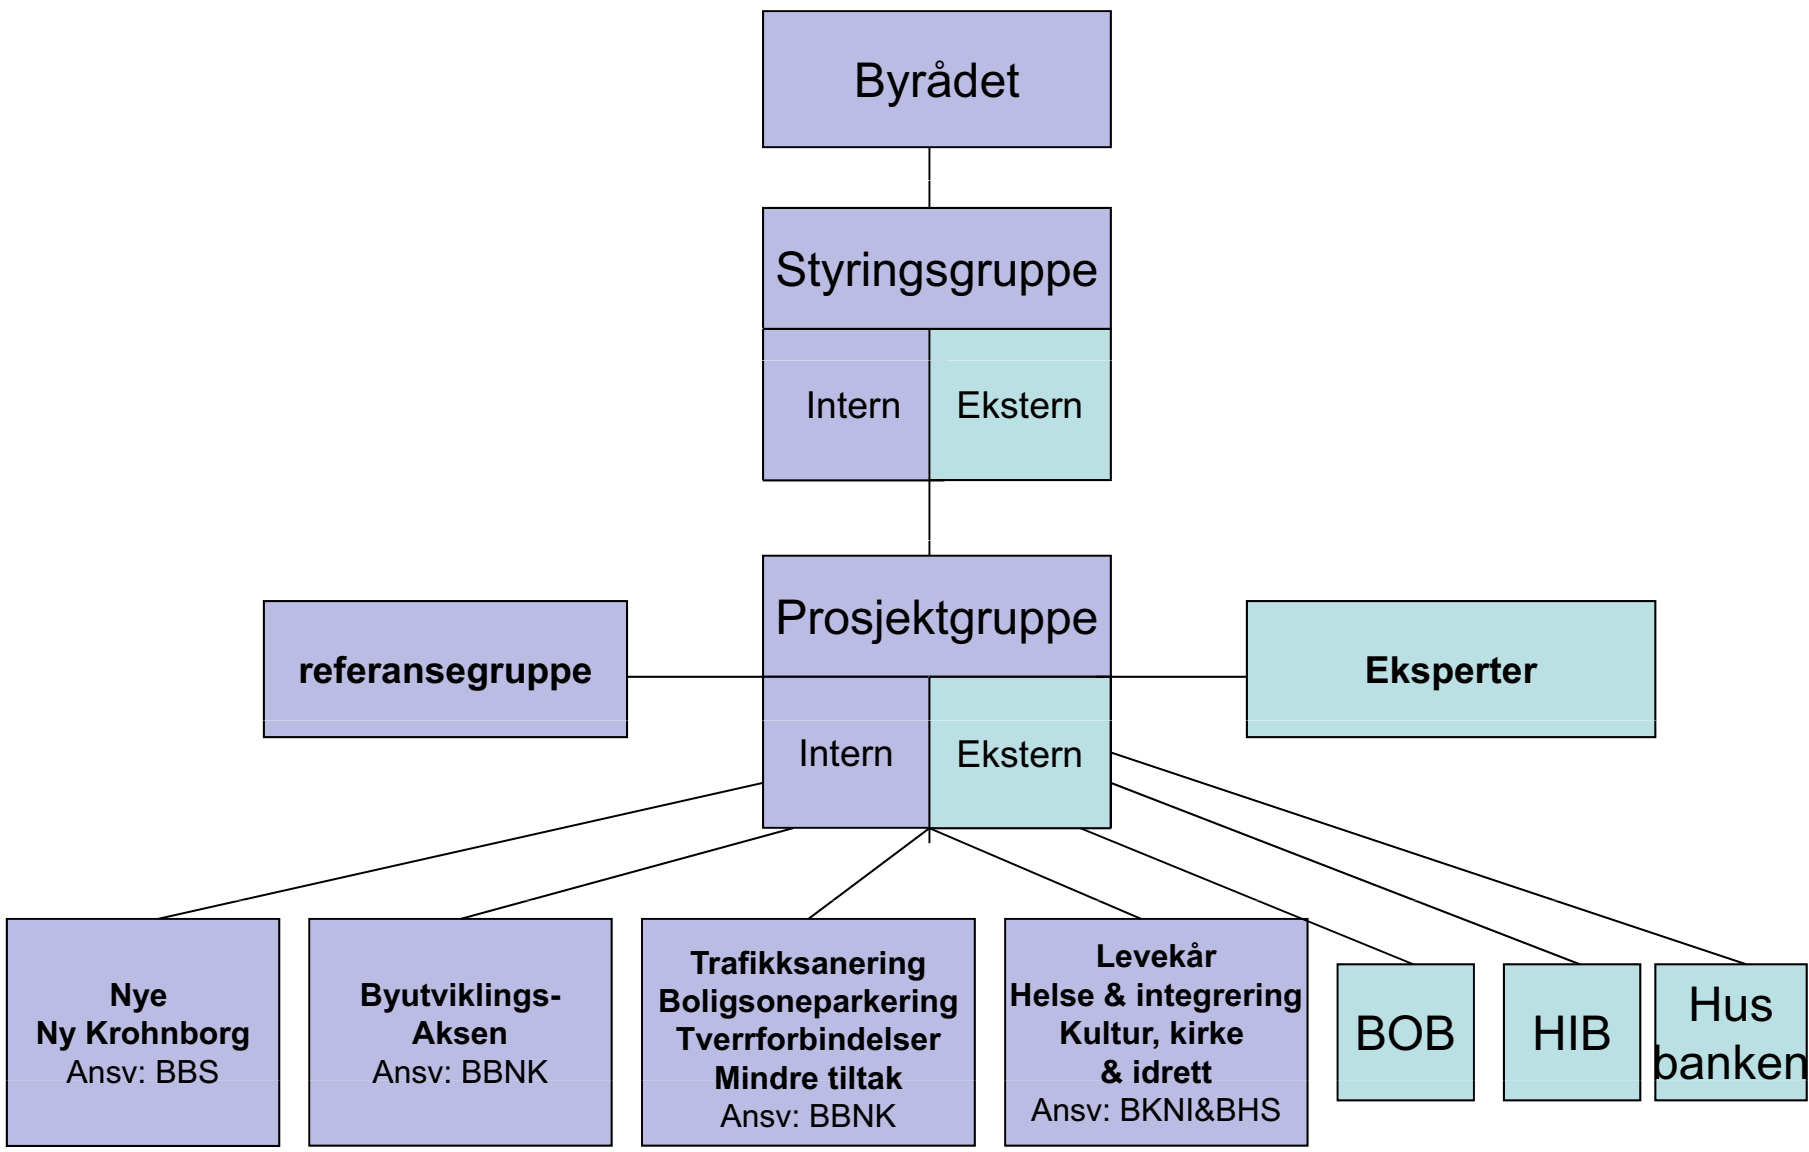 Byrådet
Styringsgruppe
Intern
Ekstern
Prosjektgruppe
referansegruppe
Eksperter
Intern
Ekstern
Nye
Ny Krohnborg
Ansv: BBS
Byutviklings-
Aksen
Ansv: BBNK
Trafikksanering
Boligsoneparkering
Tverrforbindelser
Mindre tiltak
Ansv: BBNK
Levekår
Helse & integrering
Kultur, kirke
& idrett
Ansv: BKNI&BHS
BOB
HIB
Hus
banken